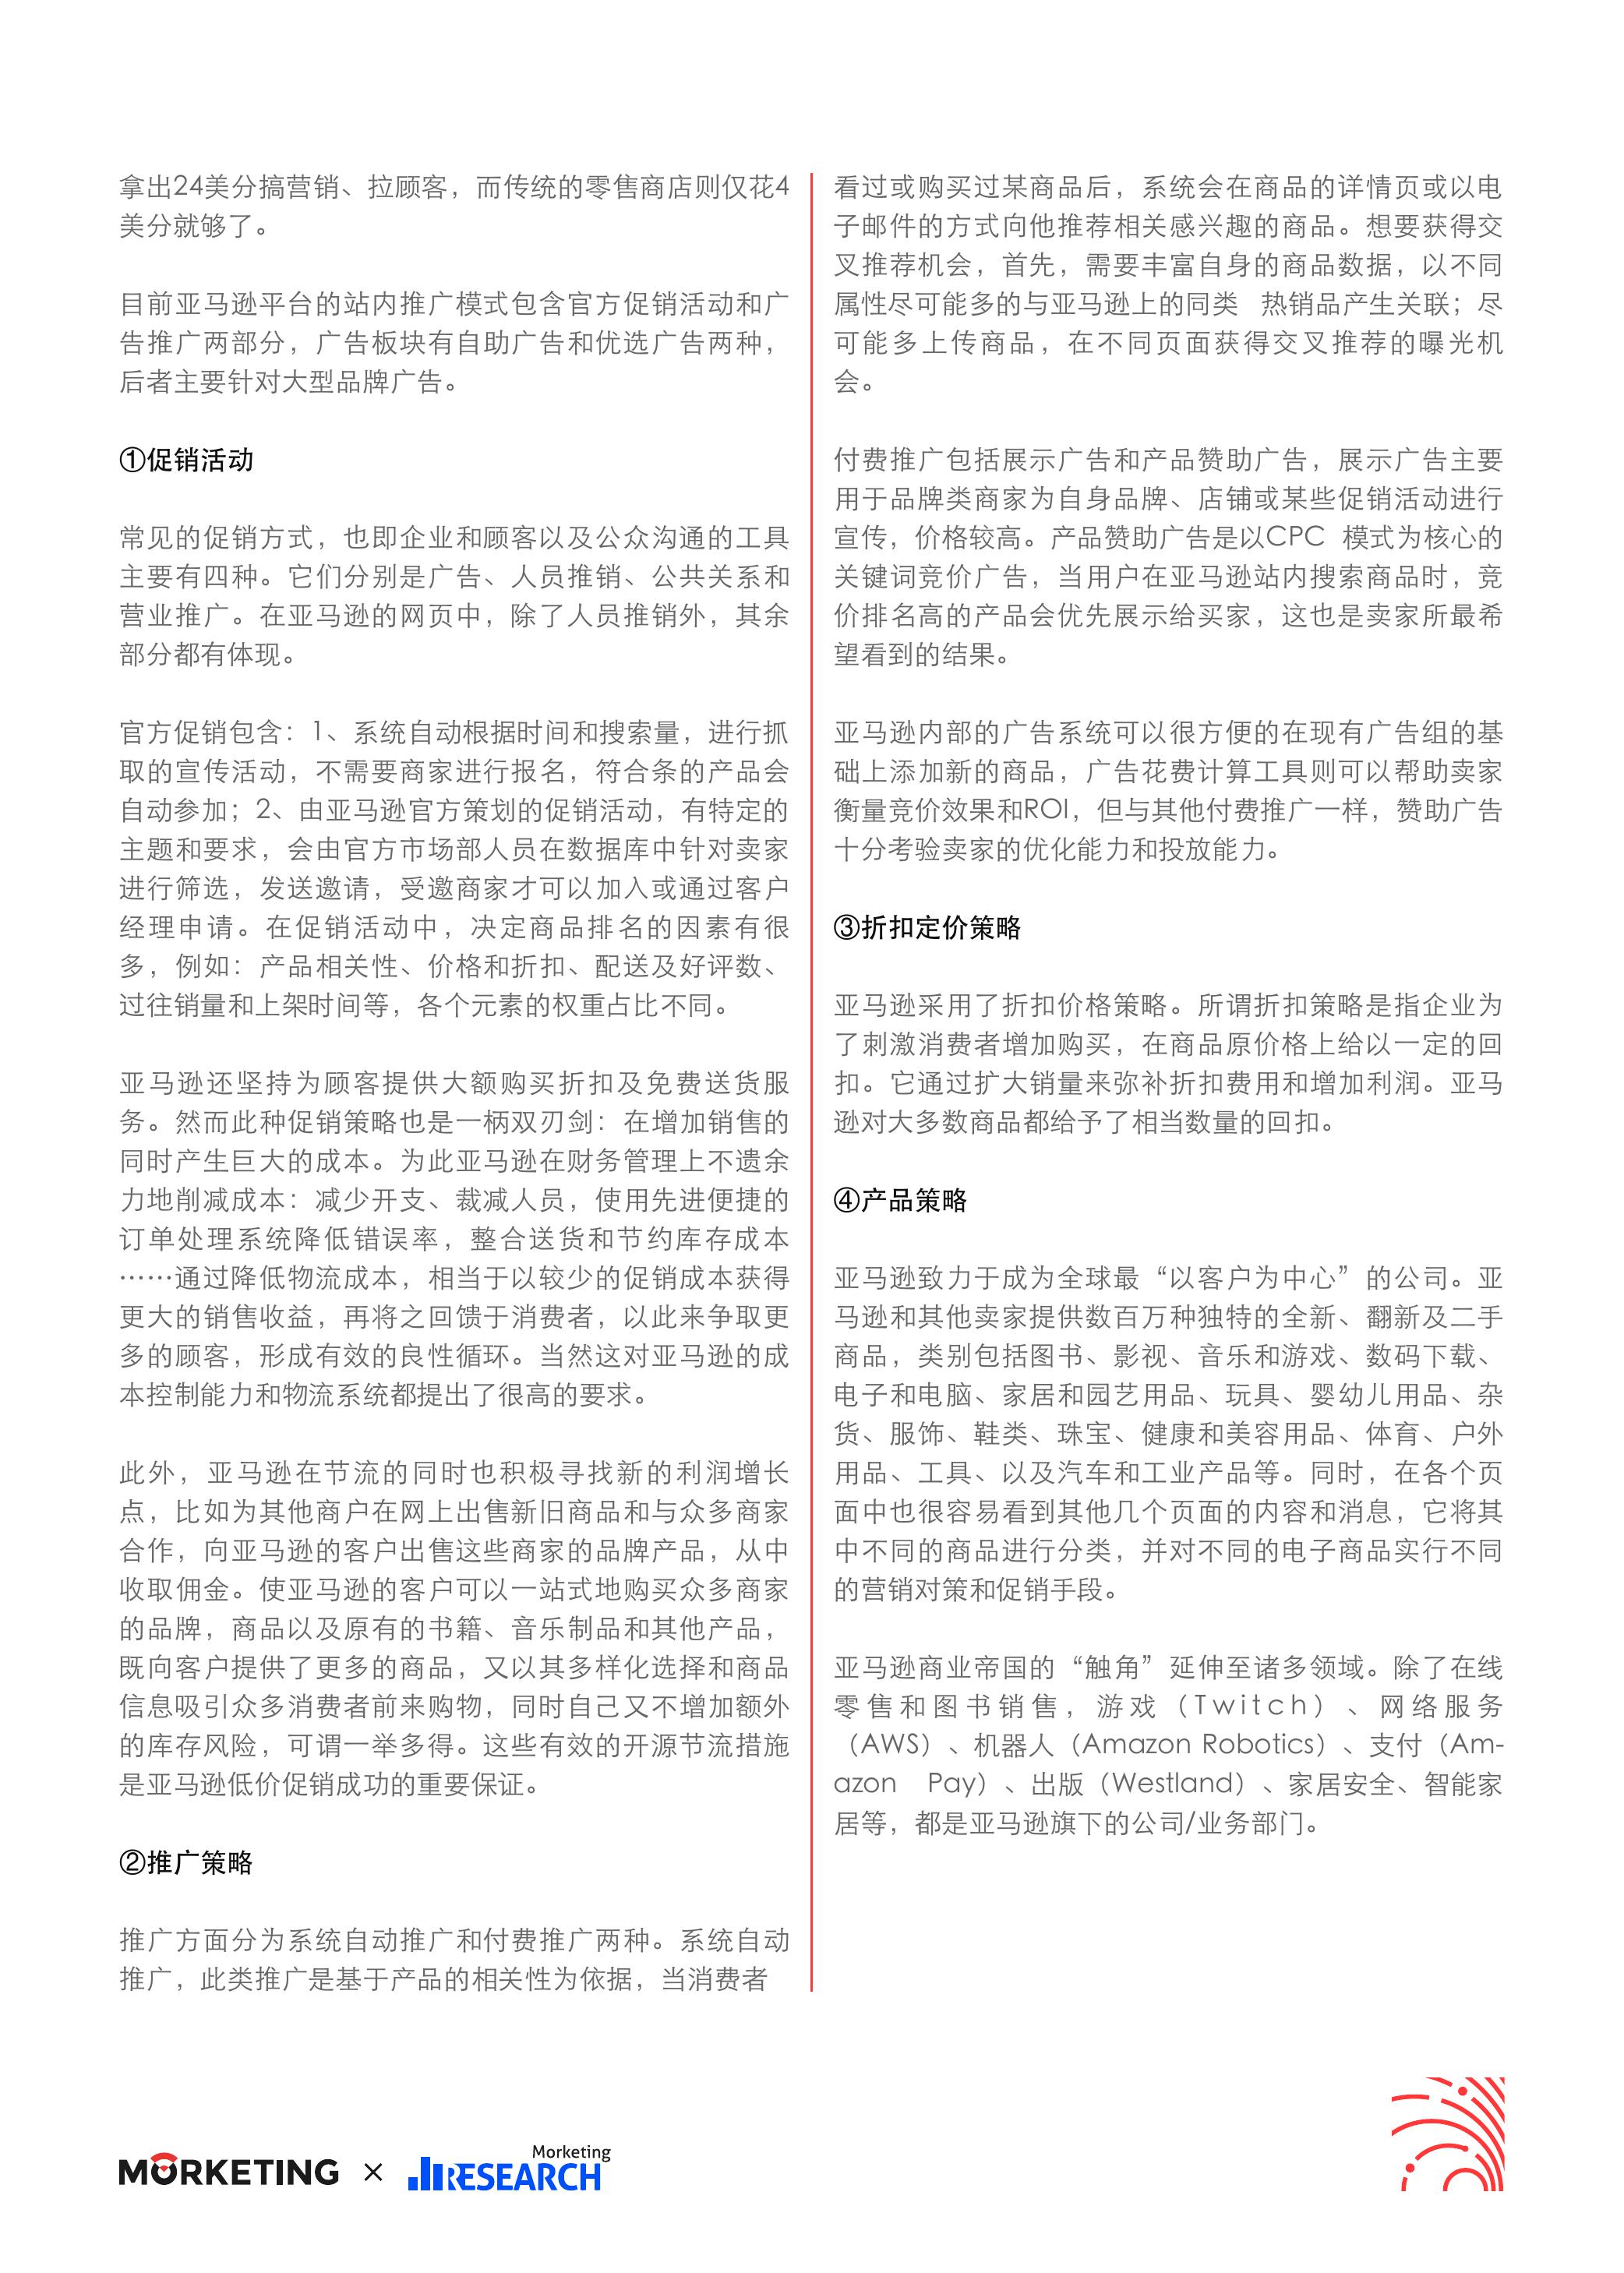 拿出24美分搞营销、拉顾客，而传统的零售商店则仅花4
美分就够了。
目前亚马逊平台的站内推广模式包含官方促销活动和广
告推广两部分，广告板块有自助广告和优选广告两种，
后者主要针对大型品牌广告。
①促销活动
常见的促销方式，也即企业和顾客以及公众沟通的工具
主要有四种。它们分别是广告、人员推销、公共关系和
营业推广。在亚马逊的网页中，除了人员推销外，其余
部分都有体现。
官方促销包含：1、系统自动根据时间和搜索量，进行抓
取的宣传活动，不需要商家进行报名，符合条的产品会
自动参加；2、由亚马逊官方策划的促销活动，有特定的
主题和要求，会由官方市场部人员在数据库中针对卖家
进行筛选，发送邀请，受邀商家才可以加入或通过客户
经理申请。在促销活动中，决定商品排名的因素有很
多，例如：产品相关性、价格和折扣、配送及好评数、
过往销量和上架时间等，各个元素的权重占比不同。
亚马逊还坚持为顾客提供大额购买折扣及免费送货服
务。然而此种促销策略也是一柄双刃剑：在增加销售的
同时产生巨大的成本。为此亚马逊在财务管理上不遗余
力地削减成本：减少开支、裁减人员，使用先进便捷的
订单处理系统降低错误率，整合送货和节约库存成本
……通过降低物流成本，相当于以较少的促销成本获得
更大的销售收益，再将之回馈于消费者，以此来争取更
多的顾客，形成有效的良性循环。当然这对亚马逊的成
本控制能力和物流系统都提出了很高的要求。
此外，亚马逊在节流的同时也积极寻找新的利润增长
点，比如为其他商户在网上出售新旧商品和与众多商家
合作，向亚马逊的客户出售这些商家的品牌产品，从中
收取佣金。使亚马逊的客户可以一站式地购买众多商家
的品牌，商品以及原有的书籍、音乐制品和其他产品，
既向客户提供了更多的商品，又以其多样化选择和商品
信息吸引众多消费者前来购物，同时自己又不增加额外
的库存风险，可谓一举多得。这些有效的开源节流措施
是亚马逊低价促销成功的重要保证。
②推广策略
推广方面分为系统自动推广和付费推广两种。系统自动
推广，此类推广是基于产品的相关性为依据，当消费者
看过或购买过某商品后，系统会在商品的详情页或以电
子邮件的方式向他推荐相关感兴趣的商品。想要获得交
叉推荐机会，首先，需要丰富自身的商品数据，以不同
属性尽可能多的与亚马逊上的同类 热销品产生关联；尽
可能多上传商品，在不同页面获得交叉推荐的曝光机
会。
付费推广包括展示广告和产品赞助广告，展示广告主要
用于品牌类商家为自身品牌、店铺或某些促销活动进行
宣传，价格较高。产品赞助广告是以CPC 模式为核心的
关键词竞价广告，当用户在亚马逊站内搜索商品时，竞
价排名高的产品会优先展示给买家，这也是卖家所最希
望看到的结果。
亚马逊内部的广告系统可以很方便的在现有广告组的基
础上添加新的商品，广告花费计算工具则可以帮助卖家
衡量竞价效果和ROI，但与其他付费推广一样，赞助广告
十分考验卖家的优化能力和投放能力。
③折扣定价策略
亚马逊采用了折扣价格策略。所谓折扣策略是指企业为
了刺激消费者增加购买，在商品原价格上给以一定的回
扣。它通过扩大销量来弥补折扣费用和增加利润。亚马
逊对大多数商品都给予了相当数量的回扣。
④产品策略
亚马逊致力于成为全球最“以客户为中心”的公司。亚
马逊和其他卖家提供数百万种独特的全新、翻新及二手
商品，类别包括图书、影视、音乐和游戏、数码下载、
电子和电脑、家居和园艺用品、玩具、婴幼儿用品、杂
货、服饰、鞋类、珠宝、健康和美容用品、体育、户外
用品、工具、以及汽车和工业产品等。同时，在各个页
面中也很容易看到其他几个页面的内容和消息，它将其
中不同的商品进行分类，并对不同的电子商品实行不同
的营销对策和促销手段。
亚马逊商业帝国的“触角”延伸至诸多领域。除了在线
零售和图书销售，游戏（Twitch）、网络服务
（AWS）、机器人（Amazon Robotics）、支付（Am-
azon Pay）、出版（Westland）、家居安全、智能家
居等，都是亚马逊旗下的公司/业务部门。
MORKETING × Morketing RESEARCH